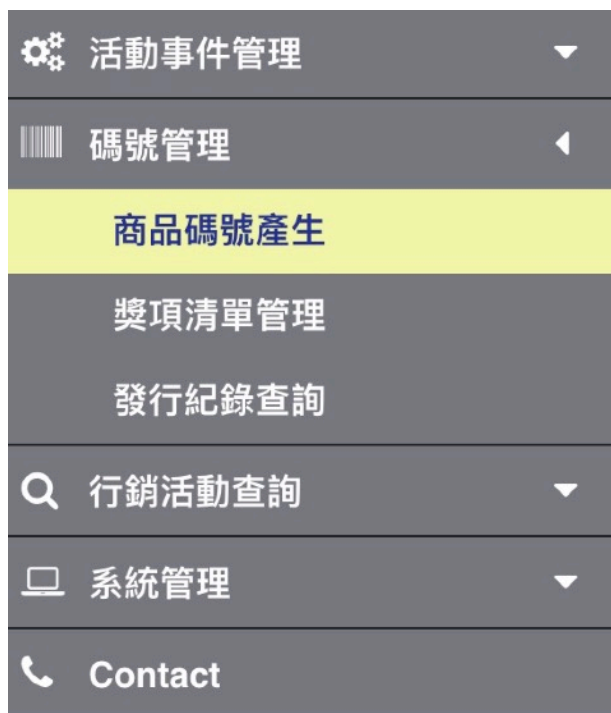 活動事件管理
碼號管理
商品碼號產生
獎項清單管理
發行紀錄查詢
行銷活動查詢
系統管理
Contact